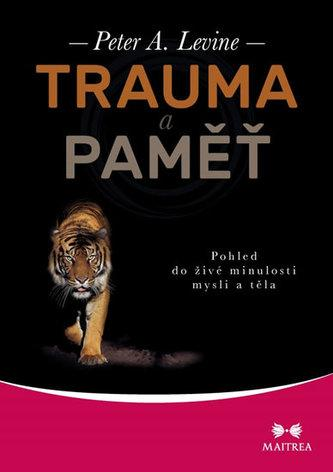 — Peter A. Levine —
TRAUMA
a
PAMĚŤ
Pohled
do živé minulosti
mysli a těla
MAITREA